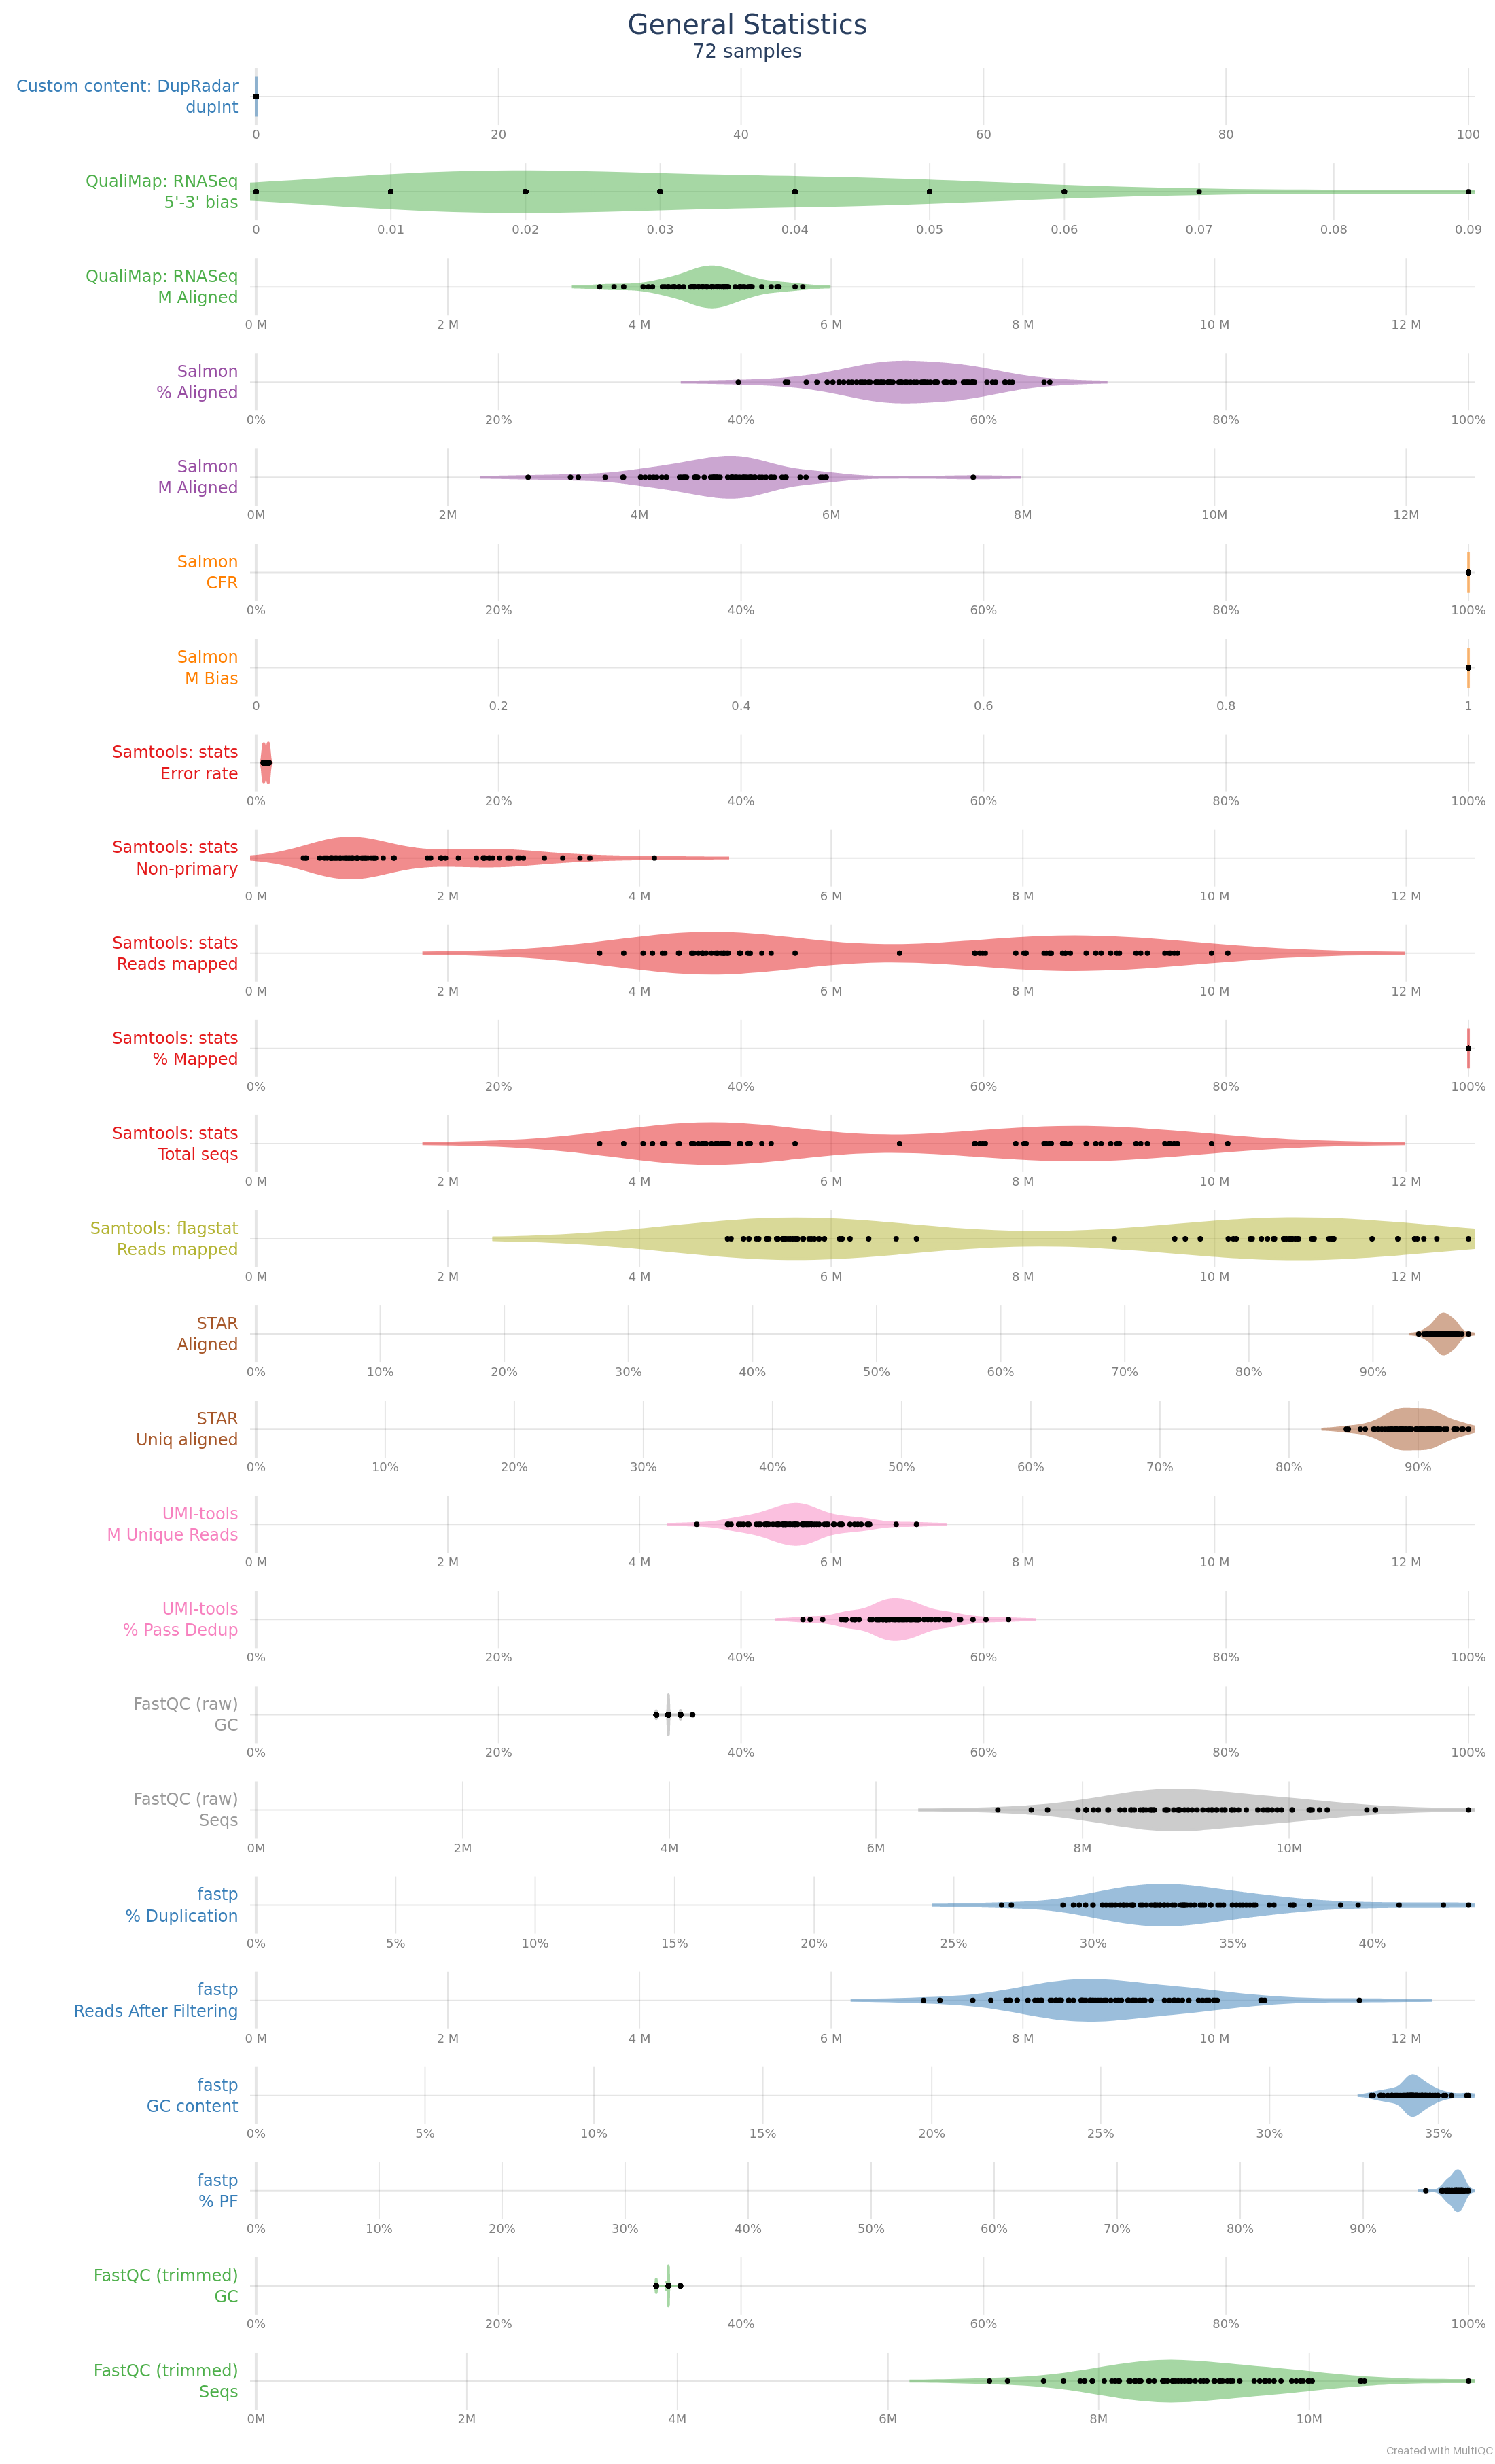 General Statistics
72 samples
Custom content: DupRadar
dupInt
0 20 40 60 80 100
QualiMap: RNASeq
5'-3' bias
0 0.01 0.02 0.03 0.04 0.05 0.06 0.07 0.08 0.09
QualiMap: RNASeq
M Aligned
0 M 2 M 4 M 6 M 8 M 10 M 12 M
Salmon
% Aligned
0% 20% 40% 60% 80% 100%
Salmon
M Aligned
0M 2M 4M 6M 8M 10M 12M
Salmon
CFR
0% 20% 40% 60% 80% 100%
Salmon
M Bias
0 0.2 0.4 0.6 0.8 1
Samtools: stats
Error rate
0% 20% 40% 60% 80% 100%
Samtools: stats
Non-primary
0 M 2 M 4 M 6 M 8 M 10 M 12 M
Samtools: stats
Reads mapped
0 M 2 M 4 M 6 M 8 M 10 M 12 M
Samtools: stats
% Mapped
0% 20% 40% 60% 80% 100%
Samtools: stats
Total seqs
0 M 2 M 4 M 6 M 8 M 10 M 12 M
Samtools: flagstat
Reads mapped
0 M 2 M 4 M 6 M 8 M 10 M 12 M
STAR
Aligned
0% 10% 20% 30% 40% 50% 60% 70% 80% 90%
STAR
Uniq aligned
0% 10% 20% 30% 40% 50% 60% 70% 80% 90%
UMI-tools
M Unique Reads
0 M 2 M 4 M 6 M 8 M 10 M 12 M
UMI-tools
% Pass Dedup
0% 20% 40% 60% 80% 100%
FastQC (raw)
GC
0% 20% 40% 60% 80% 100%
FastQC (raw)
Seqs
0M 2M 4M 6M 8M 10M
fastp
% Duplication
0% 5% 10% 15% 20% 25% 30% 35% 40%
fastp
Reads After Filtering
0 M 2 M 4 M 6 M 8 M 10 M 12 M
fastp
GC content
0% 5% 10% 15% 20% 25% 30% 35%
fastp
% PF
0% 10% 20% 30% 40% 50% 60% 70% 80% 90%
FastQC (trimmed)
GC
0% 20% 40% 60% 80% 100%
FastQC (trimmed)
Seqs
0M 2M 4M 6M 8M 10M
Created with MultiQC